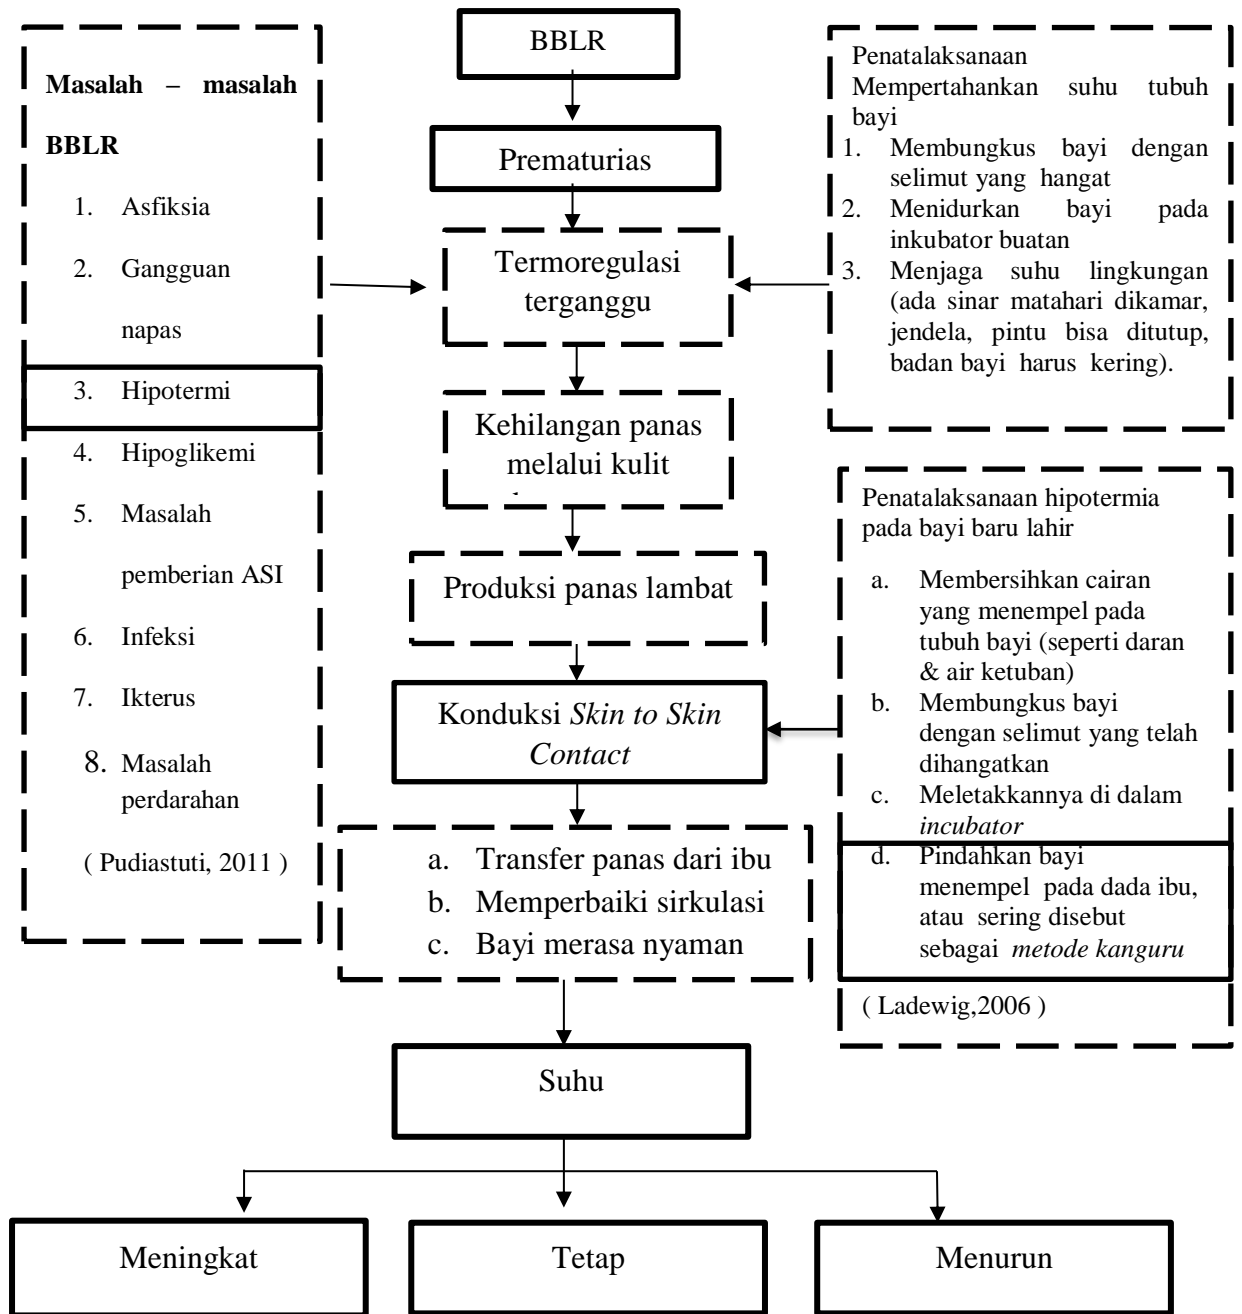 BBLR
Prematurias
Termoregulasi
terganggu
Kehilangan panas
melalui kulit
Produksi panas lambat
Konduksi Skin to Skin
Contact
a. Transfer panas dari ibu
b. Memperbaiki sirkulasi
c. Bayi merasa nyaman
Suhu
Meningkat
Tetap
Menurun
Masalah – masalah
BBLR
1. Asfiksia
2. Gangguan
napas
3. Hipotermi
4. Hipoglikemi
5. Masalah
pemberian ASI
6. Infeksi
7. Ikterus
8. Masalah
perdarahan
( Pudiastuti, 2011 )
Penatalaksanaan
Mempertahankan suhu tubuh
bayi
1. Membungkus bayi dengan
selimut yang hangat
2. Menidurkan bayi pada
inkubator buatan
3. Menjaga suhu lingkungan
(ada sinar matahari dikamar,
jendela, pintu bisa ditutup,
badan bayi harus kering).
Penatalaksanaan hipotermia
pada bayi baru lahir
a. Membersihkan cairan
yang menempel pada
tubuh bayi (seperti daran
& air ketuban)
b. Membungkus bayi
dengan selimut yang telah
dihangatkan
c. Meletakkannya di dalam
incubator
d. Pindahkan bayi
menempel pada dada ibu,
atau sering disebut
sebagai metode kanguru
( Ladewig,2006 )